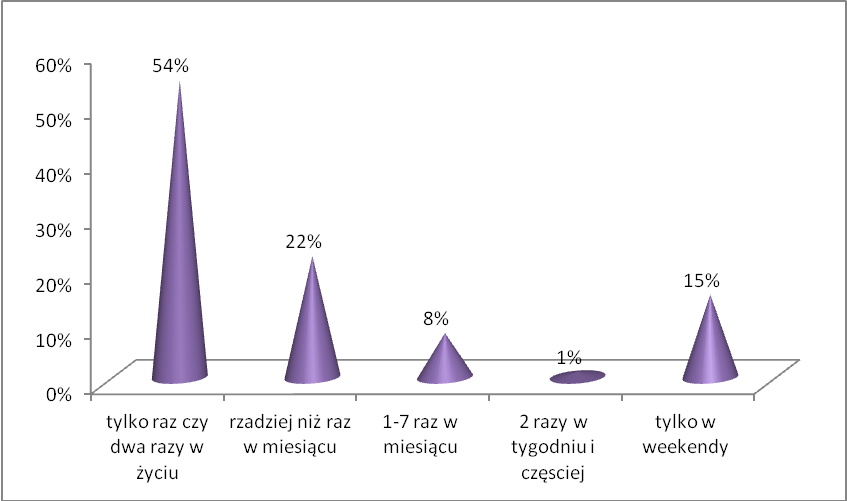 60%
50%
40%
30%
20%
10%
0%
54%
22%
8%
1%
15%
tylko raz czy
dwa razy w
życiu
rzadziej niż raz
w miesiącu
1-7 raz w
miesiącu
2 razy w
tygodniu i
częsciej
tylko w
weekendy